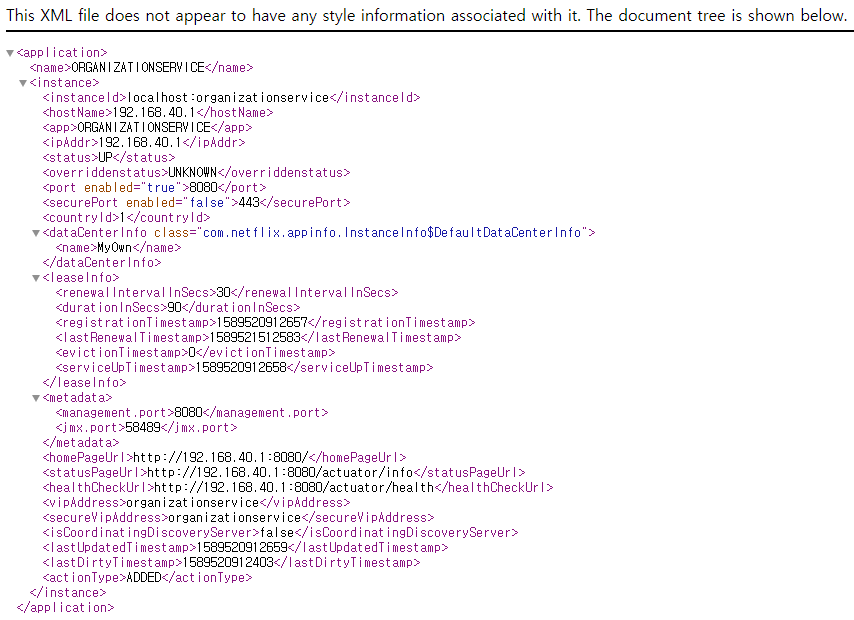 This XML file does not appear to have any style information associated with it. The document tree is shown below.
▼<application>
<name>ORGANIZATIONSERVICE</name>
▼<instance>
<instanceId>localhost:organizationservice</instanceId>
<hostName>192.168.40.1</hostName>
<app>ORGANIZATIONSERVICE</app>
<ipAddr>192.168.40.1</ipAddr>
<status>UP</status>
<overriddenstatus>UNKNOWN</overriddenstatus>
<port enabled="true">8080</port>
<securePort enabled="false">443</securePort>
<countryId>1</countryId>
▼<dataCenterInfo class="com.netflix.appinfo.InstanceInfo$DefaultDataCenterInfo">
<name>MyOwn</name>
</dataCenterInfo>
▼<leaseInfo>
<renewalIntervalInSecs>30</renewalIntervalInSecs>
<durationInSecs>90</durationInSecs>
<registrationTimestamp>1589520912657</registrationTimestamp>
<lastRenewalTimestamp>1589521512583</lastRenewalTimestamp>
<evictionTimestamp>0</evictionTimestamp>
<serviceUpTimestamp>1589520912658</serviceUpTimestamp>
</leaseInfo>
▼<metadata>
<management.port>8080</management.port>
<jmx.port>58489</jmx.port>
</metadata>
<homePageUrl>http://192.168.40.1:8080/</homePageUrl>
<statusPageUrl>http://192.168.40.1:8080/actuator/info</statusPageUrl>
<healthCheckUrl>http://192.168.40.1:8080/actuator/health</healthCheckUrl>
<vipAddress>organizationservice</vipAddress>
<secureVipAddress>organizationservice</secureVipAddress>
<isCoordinatingDiscoveryServer>false</isCoordinatingDiscoveryServer>
<lastUpdatedTimestamp>1589520912659</lastUpdatedTimestamp>
<lastDirtyTimestamp>1589520912403</lastDirtyTimestamp>
<actionType>ADDED</actionType>
</instance>
</application>